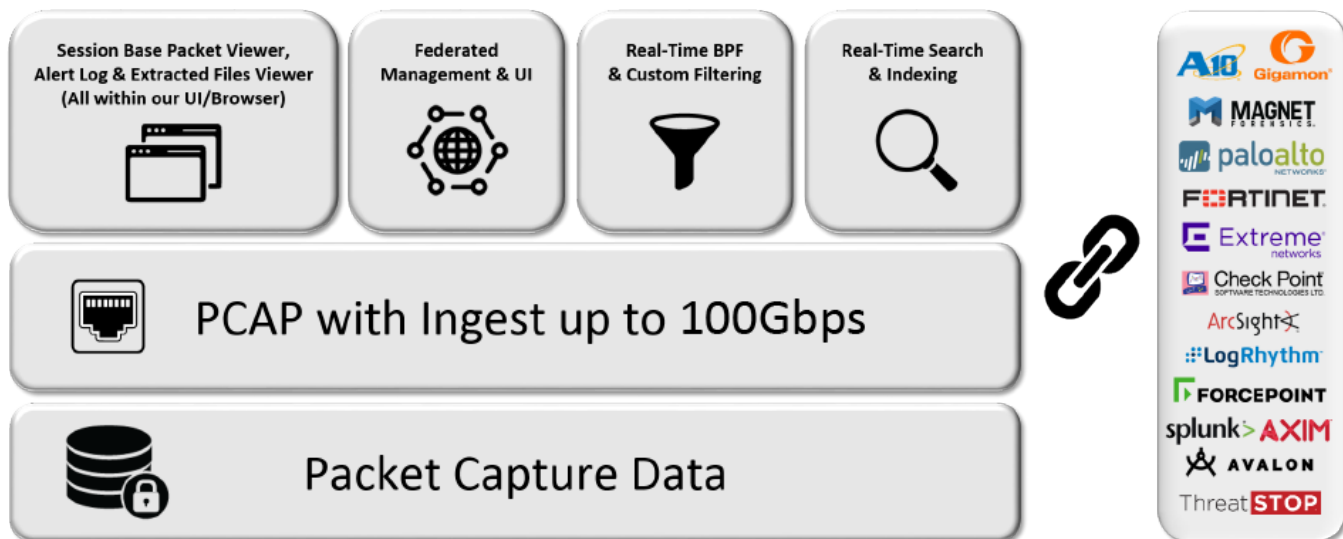 Session Base Packet Viewer,
Alert Log & Extracted Files Viewer
(All within our UI/Browser)
Federated
Management & UI
Real-Time BPF
& Custom Filtering
Real-Time Search
& Indexing
PCAP with Ingest up to 100Gbps
Packet Capture Data
A10
Gigamon®
MAGNET
FORENSICS
paloalto
NETWORKS
FORTINET
Extreme
networks
Check Point
SOFTWARE TECHNOLOGIES LTD.
ArcSight
LogRhythm
FORCEPOINT
splunk> AXIM
AVALON
ThreatSTOP